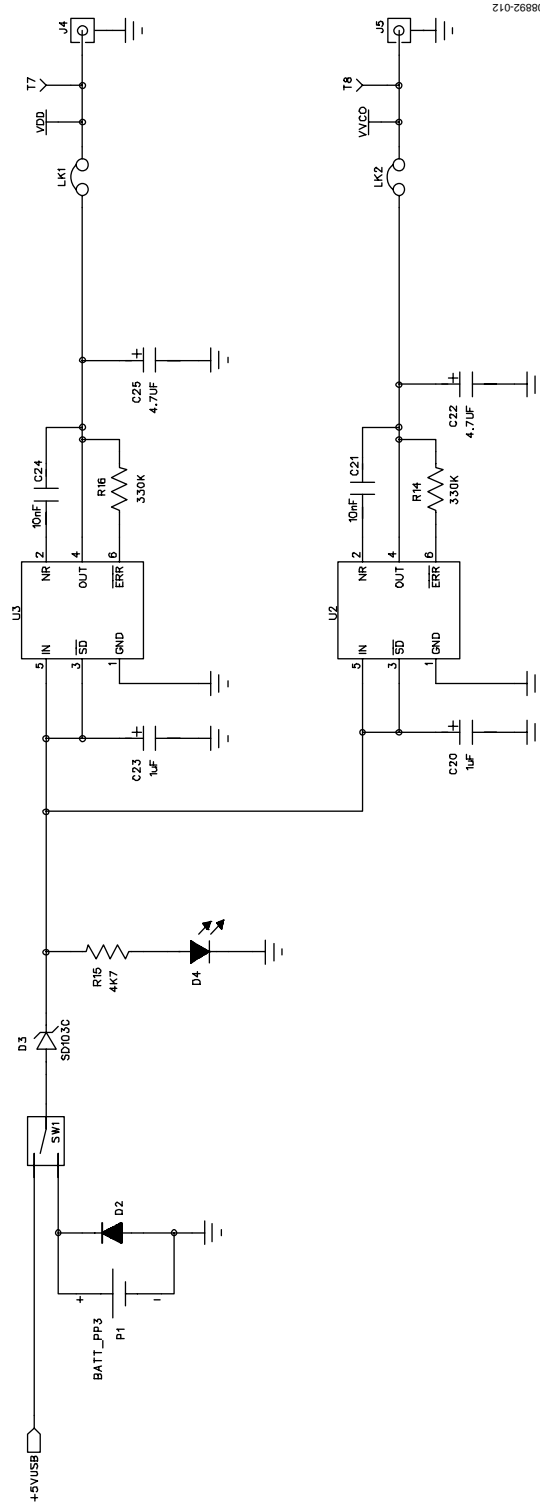 +5VUSB
BATT_PP3
P1
+
-
D2
SW1
D3
SD103C
R15
4K7
D4
C23
1uF
+
U3
5 IN
3 SD
1 GND
NR 2
OUT 4
ERR 6
10nF
C24
R16
330K
C25
4.7UF
+
LK1
VDD
T7
J4
C20
1uF
+
U2
5 IN
3 SD
1 GND
NR 2
OUT 4
ERR 6
10nF
C21
R14
330K
C22
4.7UF
+
LK2
VVCO
T8
J5
08892-012